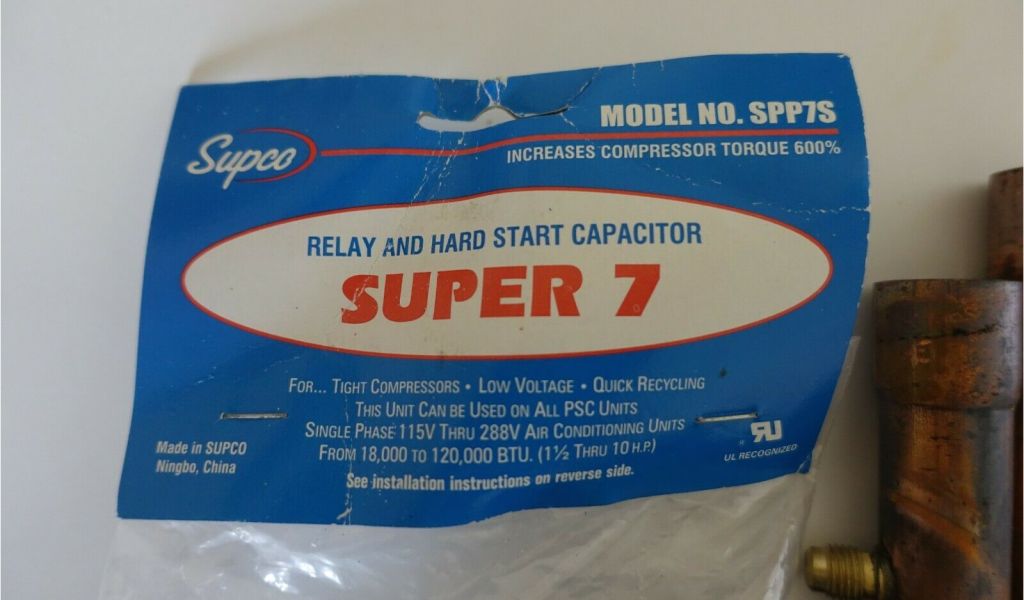 Supco
MODEL NO. SPP7S
INCREASES COMPRESSOR TORQUE 600%
RELAY AND HARD START CAPACITOR
SUPER 7
FOR... TIGHT COMPRESSORS • LOW VOLTAGE • QUICK RECYCLING
THIS UNIT CAN BE USED ON ALL PSC UNITS
SINGLE PHASE 115V THRU 288V AIR CONDITIONING UNITS
FROM 18,000 TO 120,000 BTU. (1½ THRU 10 H.P.)
See installation instructions on reverse side.
Made in SUPCO
Ningbo, China
UL RECOGNIZED